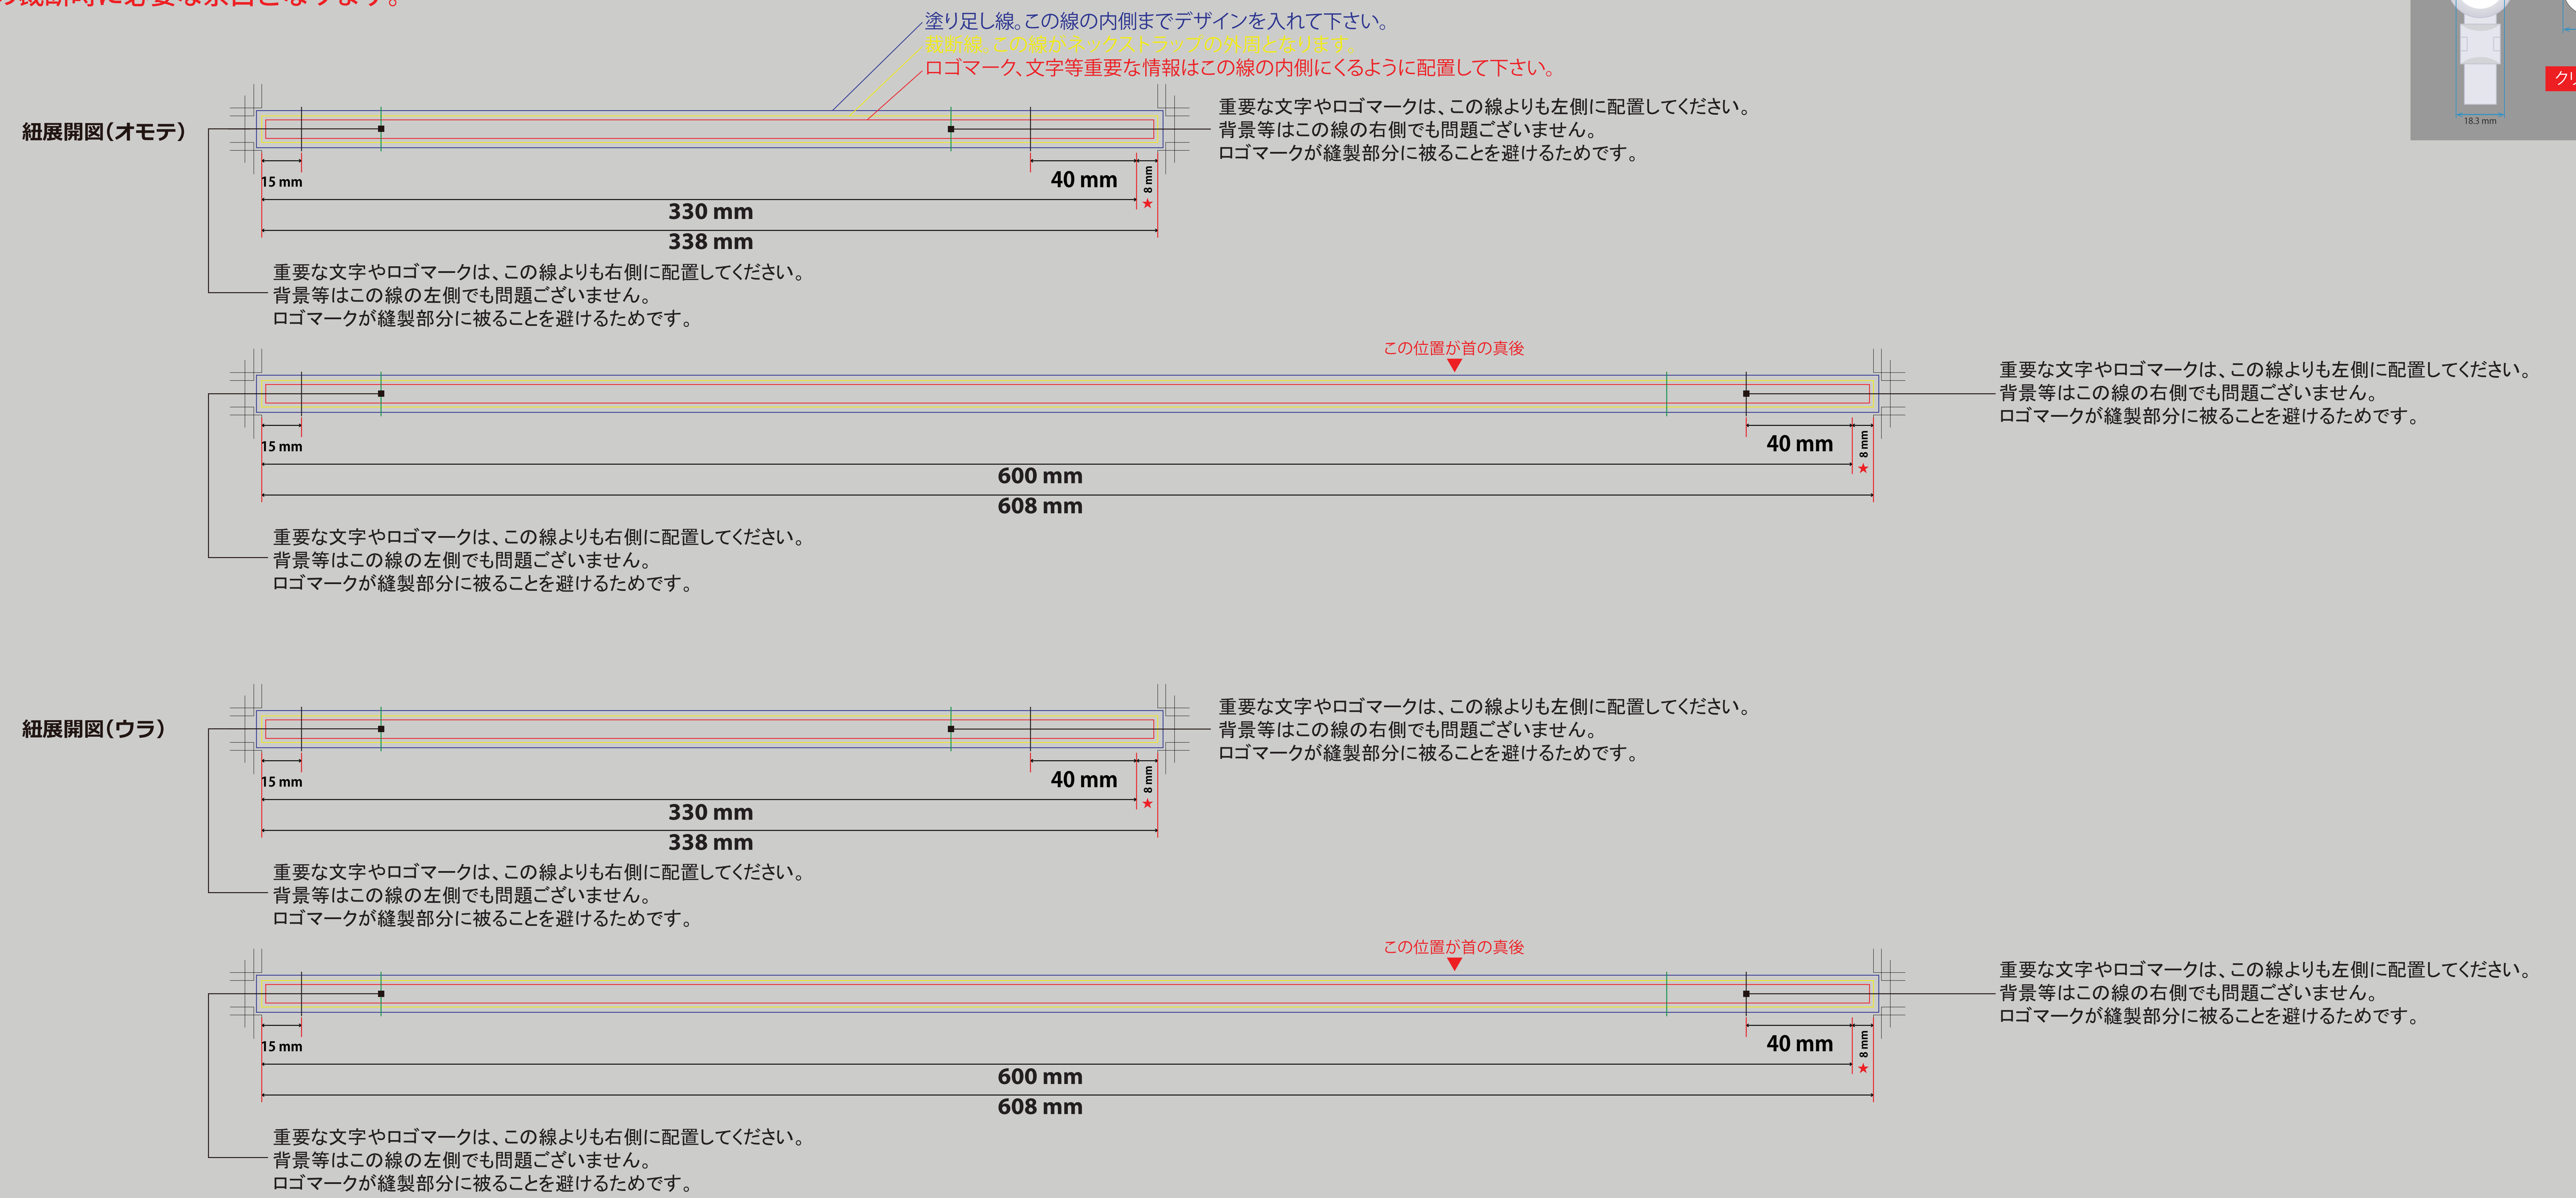 の裁断時に必要な余白となります。
塗り足し線。この線の内側までデザインを入れて下さい。
裁断線。この線がネックストラップの外周となります。
ロゴマーク、文字等重要な情報はこの線の内側にくるように配置して下さい。
18.3 mm
クリ
紐展開図（オモテ）
重要な文字やロゴマークは、この線よりも左側に配置してください。
背景等はこの線の右側でも問題ございません。
ロゴマークが縫製部分に被ることを避けるためです。
15 mm
40 mm
8 mm
★
330 mm
338 mm
重要な文字やロゴマークは、この線よりも右側に配置してください。
背景等はこの線の左側でも問題ございません。
ロゴマークが縫製部分に被ることを避けるためです。
この位置が首の真後
重要な文字やロゴマークは、この線よりも左側に配置してください。
背景等はこの線の右側でも問題ございません。
ロゴマークが縫製部分に被ることを避けるためです。
15 mm
40 mm
8 mm
★
600 mm
608 mm
重要な文字やロゴマークは、この線よりも右側に配置してください。
背景等はこの線の左側でも問題ございません。
ロゴマークが縫製部分に被ることを避けるためです。
紐展開図（ウラ）
重要な文字やロゴマークは、この線よりも左側に配置してください。
背景等はこの線の右側でも問題ございません。
ロゴマークが縫製部分に被ることを避けるためです。
15 mm
40 mm
8 mm
★
330 mm
338 mm
重要な文字やロゴマークは、この線よりも右側に配置してください。
背景等はこの線の左側でも問題ございません。
ロゴマークが縫製部分に被ることを避けるためです。
この位置が首の真後
重要な文字やロゴマークは、この線よりも左側に配置してください。
背景等はこの線の右側でも問題ございません。
ロゴマークが縫製部分に被ることを避けるためです。
15 mm
40 mm
8 mm
★
600 mm
608 mm
重要な文字やロゴマークは、この線よりも右側に配置してください。
背景等はこの線の左側でも問題ございません。
ロゴマークが縫製部分に被ることを避けるためです。